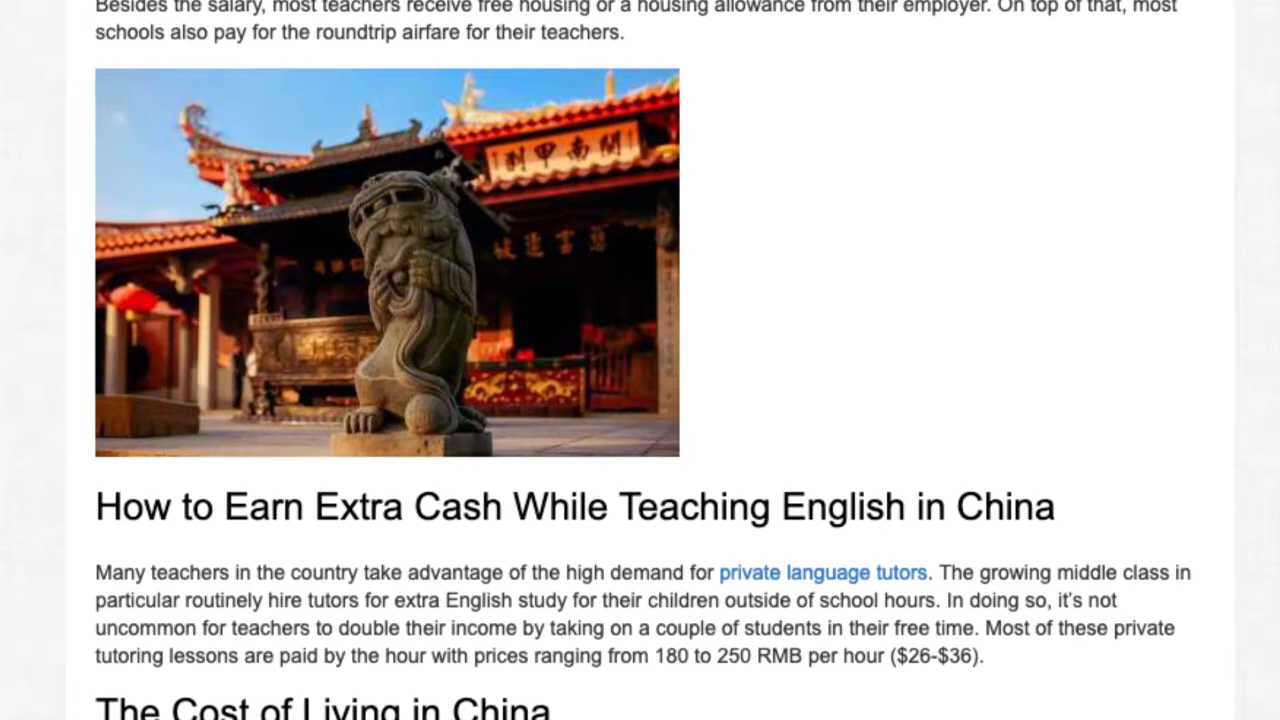 Besides the salary, most teachers receive free housing or a housing allowance from their employer. On top of that, most
schools also pay for the roundtrip airfare for their teachers.
刹甲南閩
How to Earn Extra Cash While Teaching English in China
Many teachers in the country take advantage of the high demand for private language tutors. The growing middle class in
particular routinely hire tutors for extra English study for their children outside of school hours. In doing so, it's not
uncommon for teachers to double their income by taking on a couple of students in their free time. Most of these private
tutoring lessons are paid by the hour with prices ranging from 180 to 250 RMB per hour ($26-$36).
The Cost of Living in China